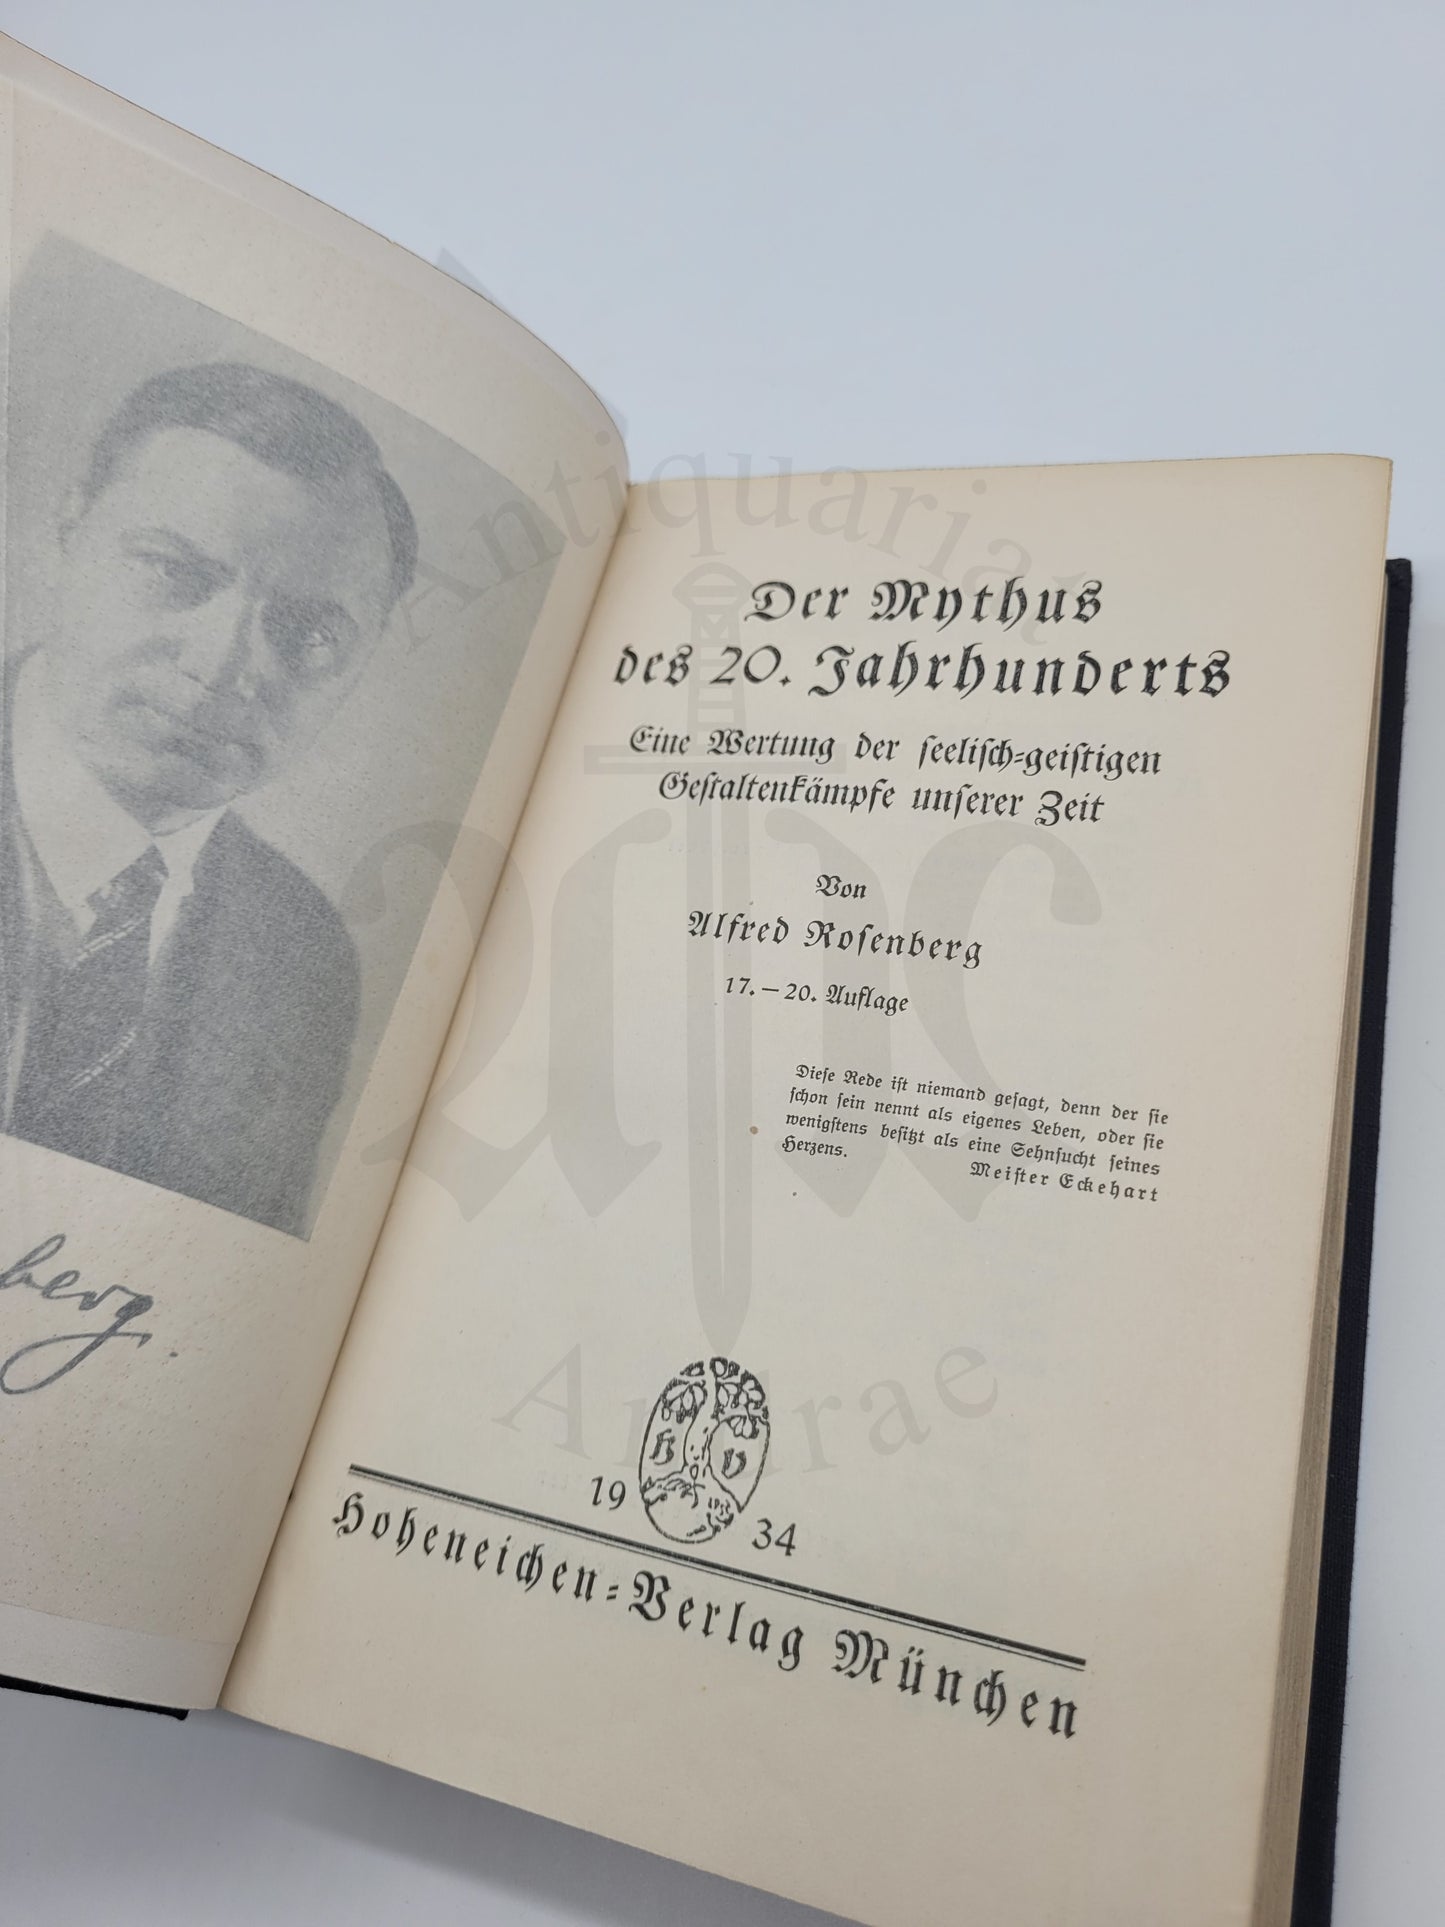 Antiquariat
Der Mythus
des 20. Jahrhunderts
Eine Wertung der seelisch-geistigen
Gestaltenkämpfe unserer Zeit
Von
Alfred Rosenberg
17. — 20. Auflage
Diese Rede ist niemand gesagt, denn der sie
schon sein nennt als eigenes Leben, oder sie
wenigstens besitzt als eine Sehnsucht seines
Herzens.
Meister Eckehart
berg.
H V
19 34
Hoheneichen-Verlag München